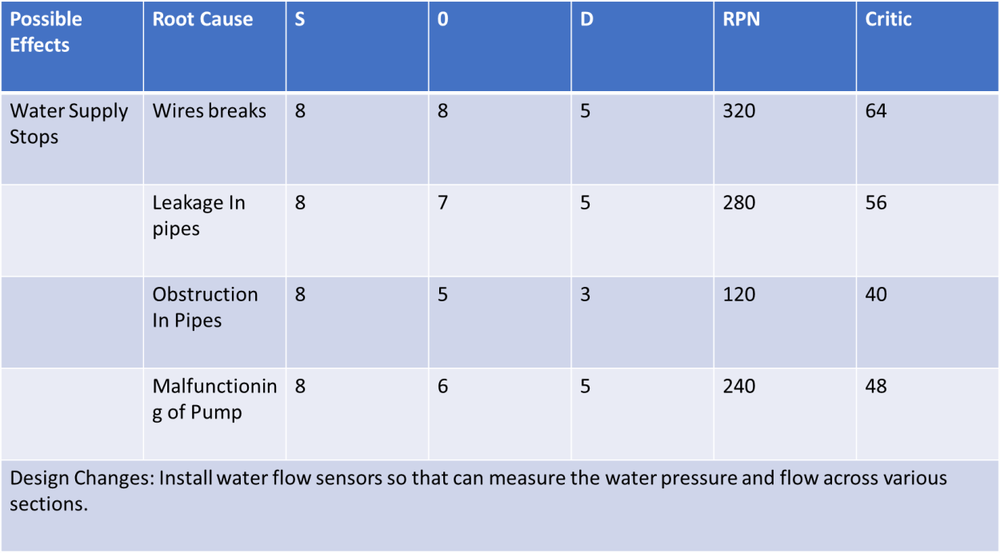 Possible Effects Root Cause S 0 D RPN Critic
Water Supply Stops Wires breaks 8 8 5 320 64
Leakage In pipes 8 7 5 280 56
Obstruction In Pipes 8 5 3 120 40
Malfunctioning of Pump 8 6 5 240 48
Design Changes: Install water flow sensors so that can measure the water pressure and flow across various
sections.